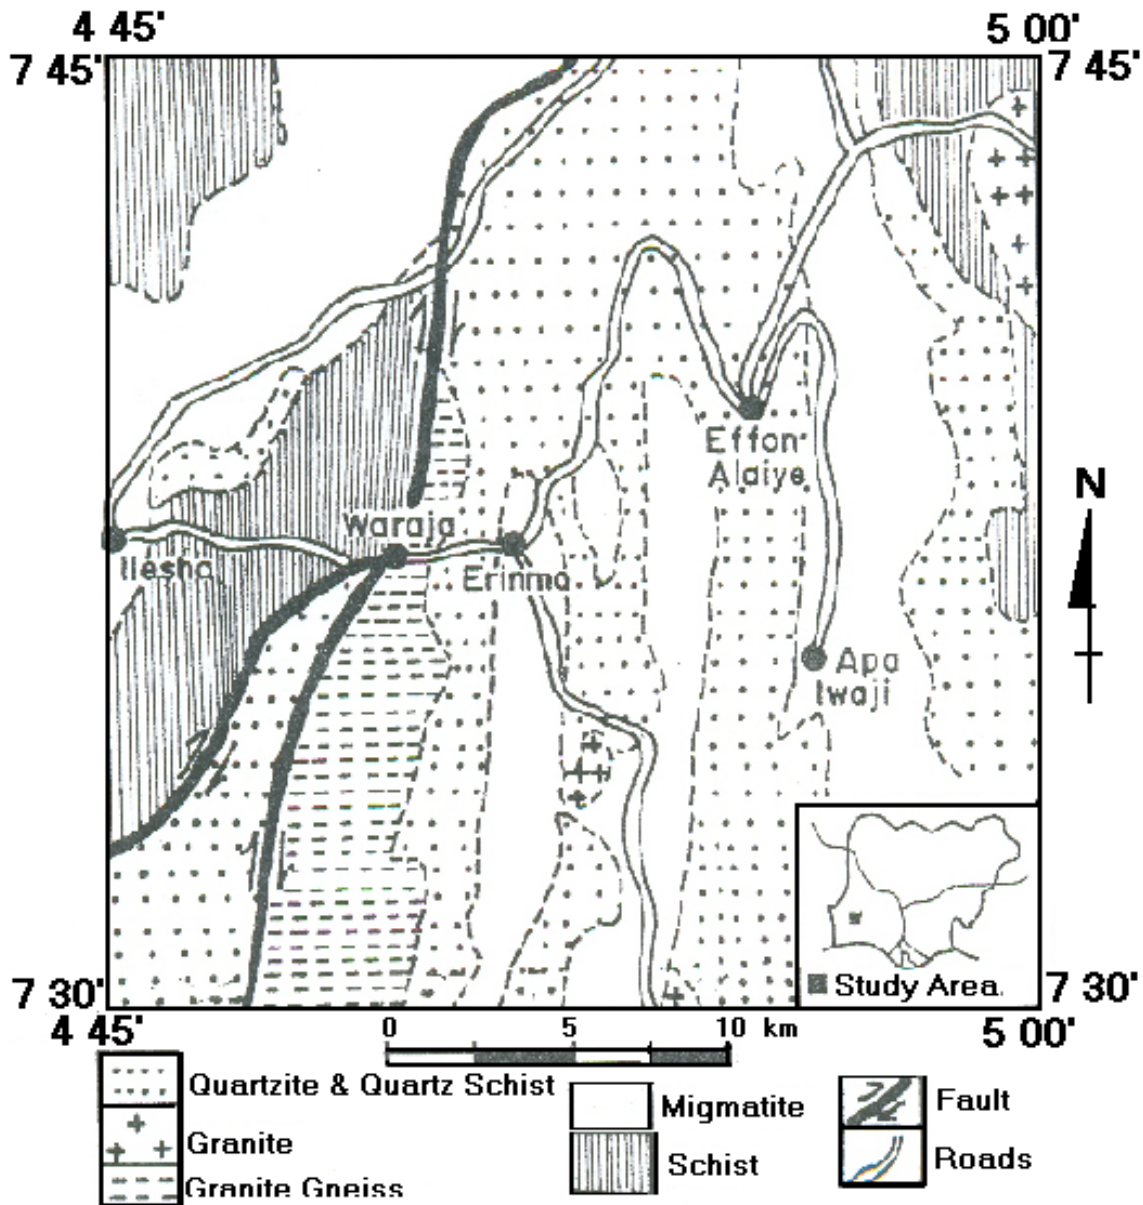 4 45' 5 00'
7 45' 7 45'
Effon
Alaiye
N
Waraja
Ilesha
Erinmo
Apa
Iwaji
Study Area.
7 30' 7 30'
4 45' 5 00'
0 5 10 km
Quartzite & Quartz Schist
Granite
Granite Gneiss
Migmatite
Schist
Fault
Roads